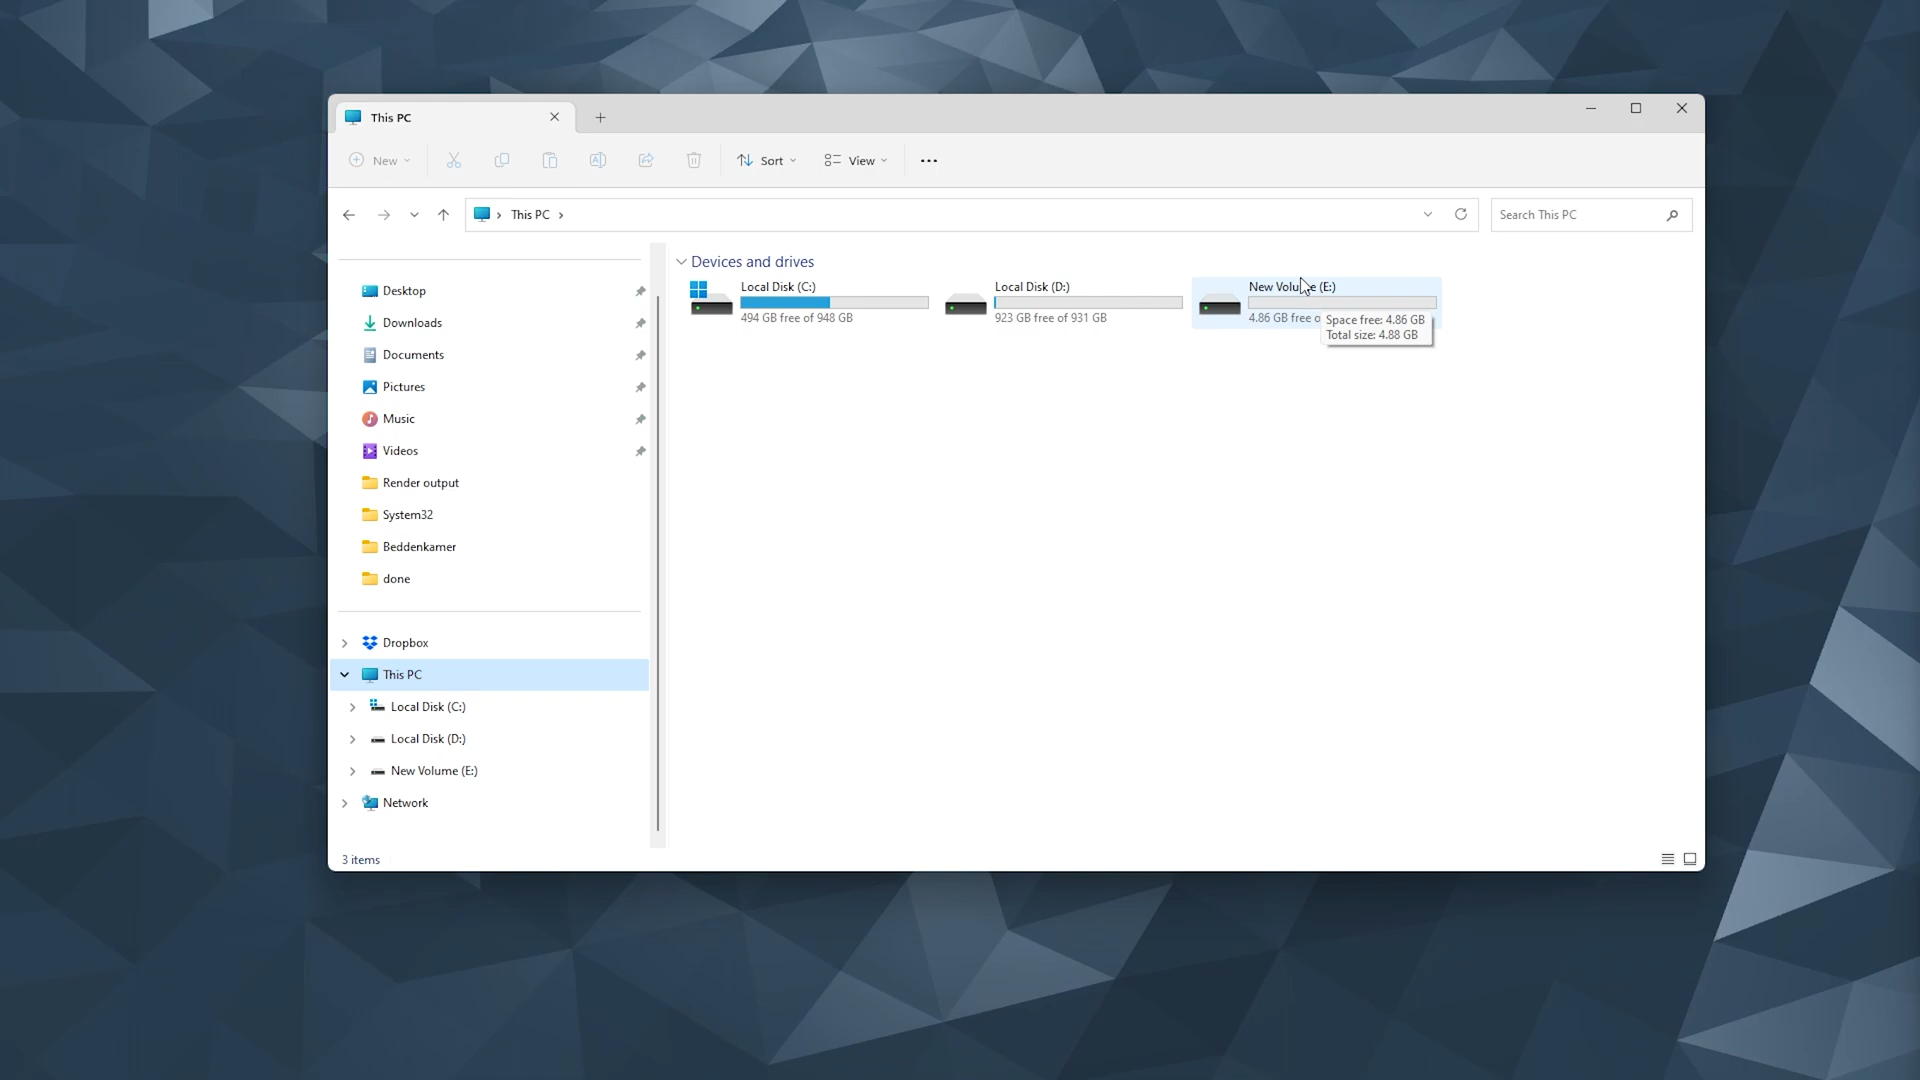 This PC
New
Sort
View
This PC
Search This PC
Desktop
Downloads
Documents
Pictures
Music
Videos
Render output
System32
Beddenkamer
done
Dropbox
This PC
Local Disk (C:)
Local Disk (D:)
New Volume (E:)
Network
Devices and drives
Local Disk (C:)
494 GB free of 948 GB
Local Disk (D:)
923 GB free of 931 GB
New Volume (E:)
4.86 GB free o
Space free: 4.86 GB
Total size: 4.88 GB
3 items